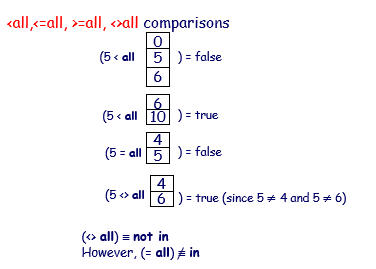 <all,<=all, >=all, <>all comparisons
0
(5 < all 5 ) = false
6
6
(5 < all 10 ) = true
4
(5 = all 5 ) = false
4
(5 <> all 6 ) = true (since 5 ≠ 4 and 5 ≠ 6)
(<> all) ≡ not in
However, (= all) ≢ in